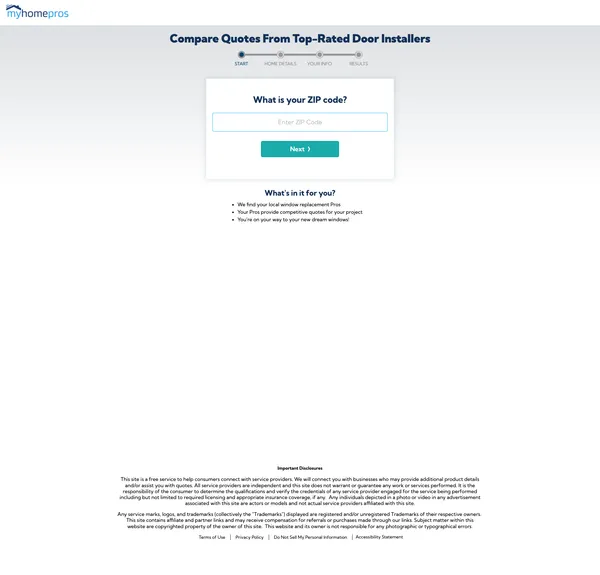 myhomepros
Compare Quotes From Top-Rated Door Installers
START HOME DETAILS YOUR INFO RESULTS
What is your ZIP code?
Enter ZIP Code
Next ›
What's in it for you?
• We find your local window replacement Pros
• Your Pros provide competitive quotes for your project
• You're on your way to your new dream windows!
Important Disclosures
This site is a free service to help consumers connect with service providers. We will connect you with businesses who may provide additional product details
and/or assist you with quotes. All service providers are independent and this site does not warrant or guarantee any work or services performed. It is the
responsibility of the consumer to determine the qualifications and verify the credentials of any service provider engaged for the service being performed
including but not limited to required licensing and appropriate insurance coverage, if any. Any individuals depicted in a photo or video in any advertisement
associated with this site are actors or models and not actual service providers affiliated with this site.
Any service marks, logos, and trademarks (collectively the "Trademarks") displayed are registered and/or unregistered Trademarks of their respective owners.
This site contains affiliate and partner links and may receive compensation for referrals or purchases made through our links. Subject matter within this
website are copyrighted property of the owner of this site. This website and its owner is not responsible for any photographic or typographical errors
Terms of Use | Privacy Policy | Do Not Sell My Personal Information | Accessibility Statement